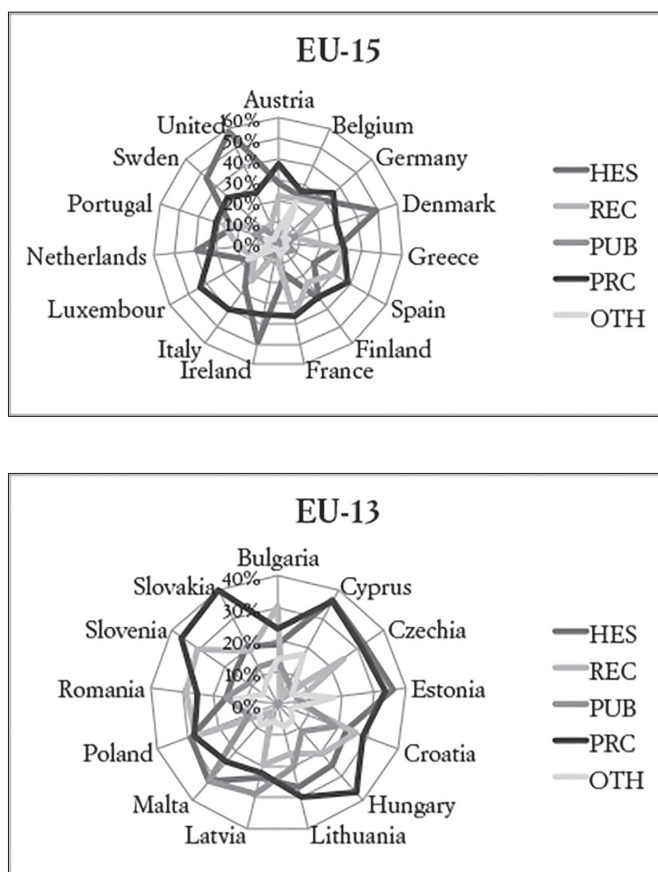 EU-15
60%
50%
40%
30%
20%
10%
0%
Austria
Belgium
Germany
Denmark
Greece
Spain
Finland
France
Ireland
Italy
Luxembour
Netherlands
Portugal
Swden
United
HES
REC
PUB
PRC
OTH
EU-13
40%
30%
20%
10%
0%
Bulgaria
Cyprus
Czechia
Estonia
Croatia
Hungary
Lithuania
Latvia
Malta
Poland
Romania
Slovenia
Slovakia
HES
REC
PUB
PRC
OTH